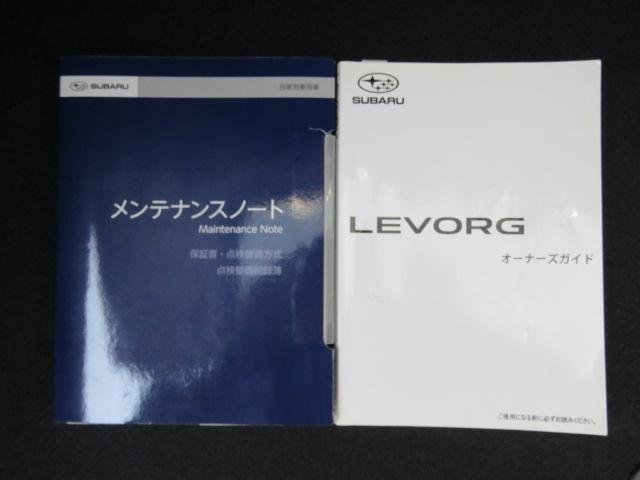 SUBARU
自家用乗用車
メンテナンスノート
Maintenance Note
保証書・点検整備方式
点検整備記録簿
SUBARU
LEVORG
オーナーズガイド
ご使用になる前に必ずお読みください。